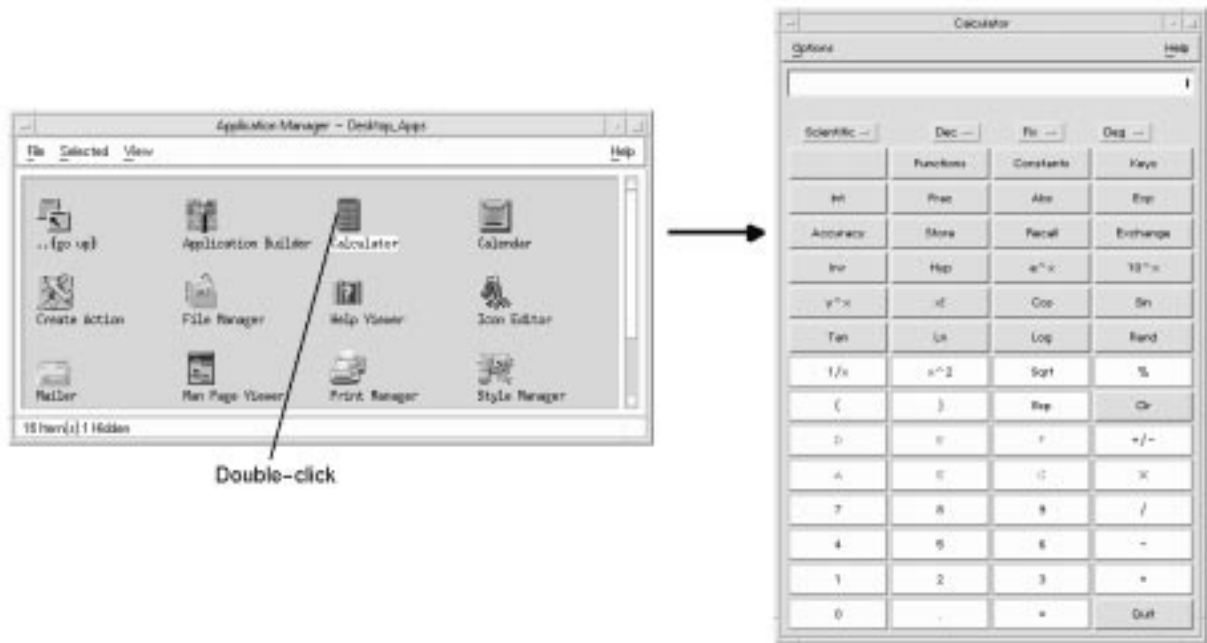 Application Manager - Desktop_Apps
File Selected View Help
..(go up) Application Builder Calculator Calendar
Create Action File Manager Help Viewer Icon Editor
Mailer Man Page Viewer Print Manager Style Manager
Item(s) 1 Hidden
Double-click
Calculator
Options Help
Scientific Dec Fix Deg
Functions Constants Keys
Int Frac Abs Exp
Accuracy Store Recall Exchange
Inv Hyp e^x 10^x
y^x x! Cos Sin
Tan Ln Log Rand
1/x x^2 Sqrt %
( ) Bsp Clr
D E F +/-
A B C X
7 8 9 /
4 5 6 -
1 2 3 +
0 . = Quit